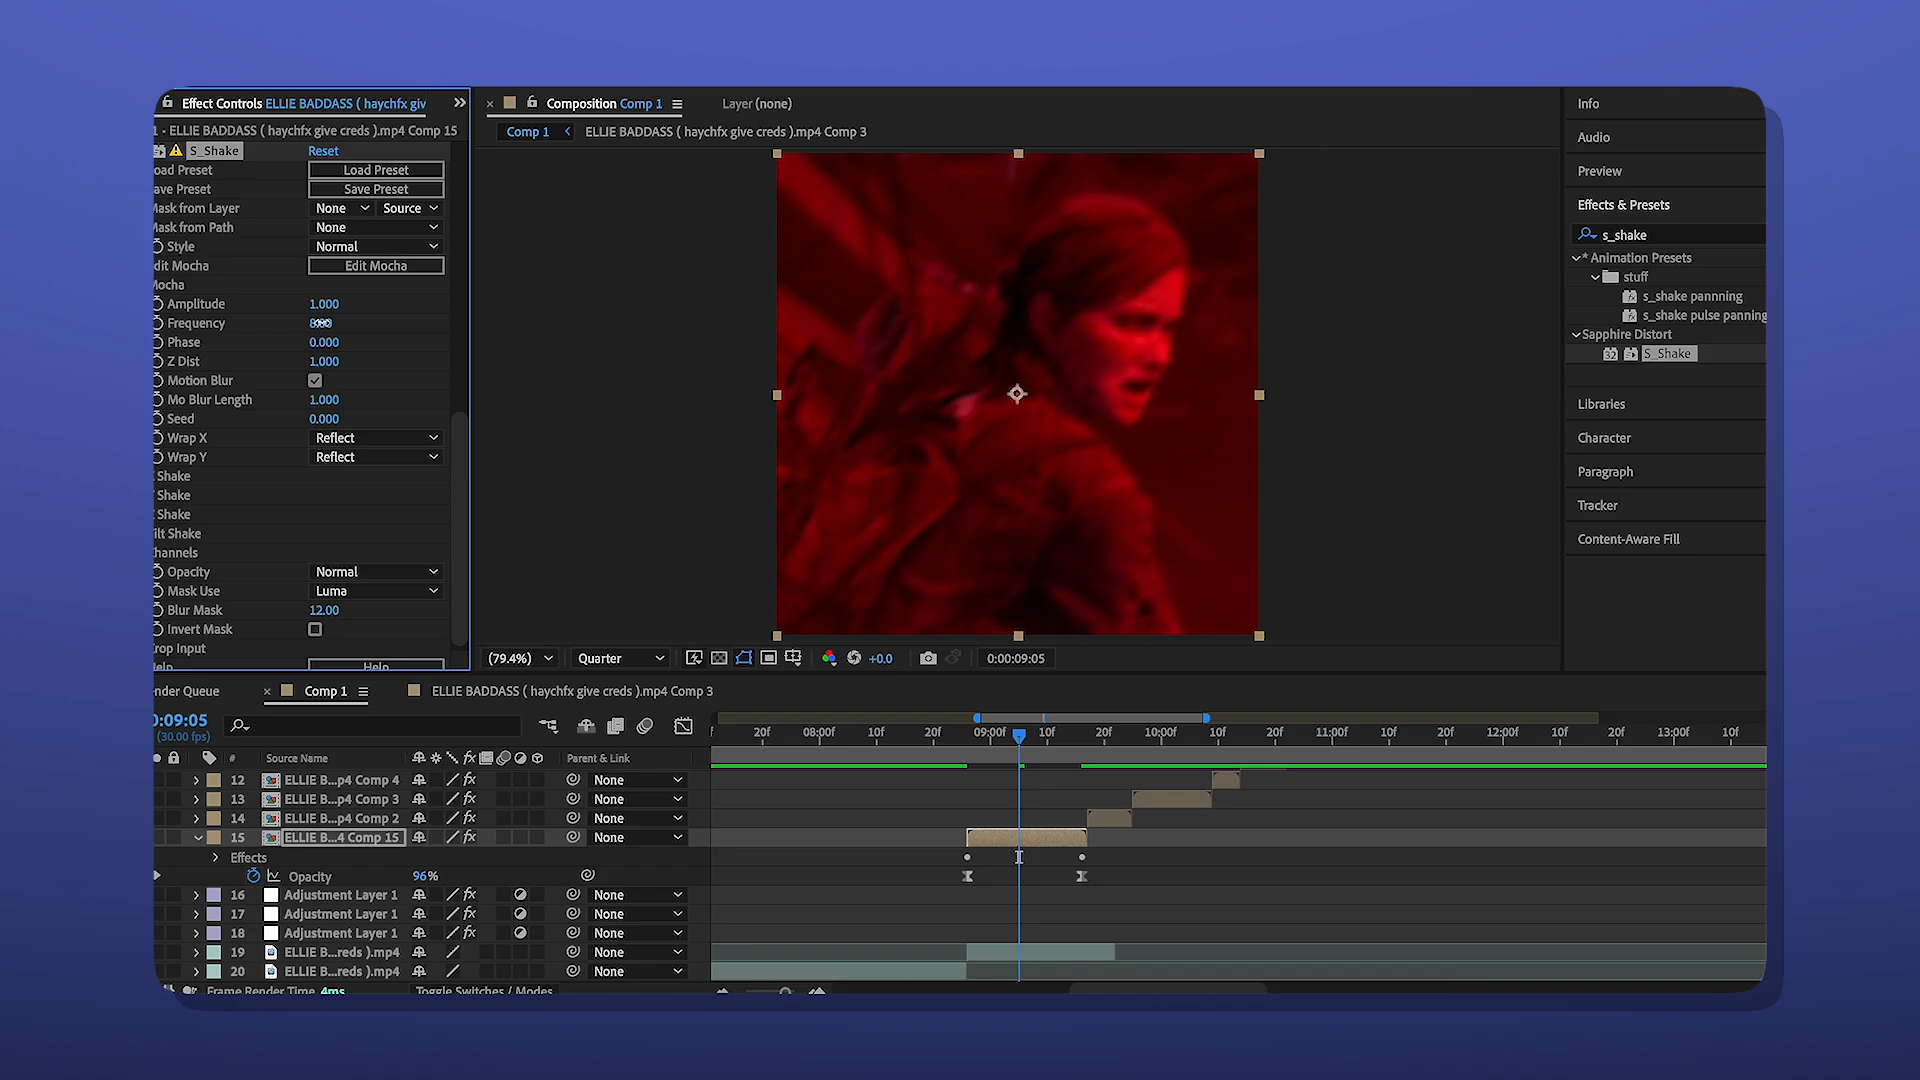 Effect Controls ELLIE BADDASS ( haychfx giv
1 - ELLIE BADDASS ( haychfx give creds ).mp4 Comp 15
S_Shake Reset
oad Preset Load Preset
ave Preset Save Preset
Mask from Layer None Source
Mask from Path None
Style Normal
dit Mocha Edit Mocha
Mocha
Amplitude 1.000
Frequency
Phase 0.000
Z Dist 1.000
Motion Blur
Mo Blur Length 1.000
Seed 0.000
Wrap X Reflect
Wrap Y Reflect
Shake
Shake
Shake
ilt Shake
hannels
Opacity Normal
Mask Use Luma
Blur Mask 12.00
Invert Mask
rop Input
Help
Composition Comp 1 Layer (none)
Comp 1 ELLIE BADDASS ( haychfx give creds ).mp4 Comp 3
(79.4%) Quarter +0.0 0:00:09:05
Info
Audio
Preview
Effects & Presets
s_shake
* Animation Presets
stuff
s_shake pannning
s_shake pulse panning
Sapphire Distort
32 S_Shake
Libraries
Character
Paragraph
Tracker
Content-Aware Fill
nder Queue Comp 1 ELLIE BADDASS ( haychfx give creds ).mp4 Comp 3
0:09:05
(30.00 fps)
20f 08:00f 10f 20f 09:00f 10f 20f 10:00f 10f 20f 11:00f 10f 20f 12:00f 10f 20f 13:00f 10f
# Source Name fx Parent & Link
12 ELLIE B...p4 Comp 4 fx None
13 ELLIE B...p4 Comp 3 fx None
14 ELLIE B...p4 Comp 2 fx None
15 ELLIE B...4 Comp 15 fx None
Effects
Opacity 96%
16 Adjustment Layer 1 fx None
17 Adjustment Layer 1 fx None
18 Adjustment Layer 1 fx None
19 ELLIE B...reds ).mp4 None
20 ELLIE B...reds ).mp4 None
Frame Render Time 4ms Toggle Switches / Modes